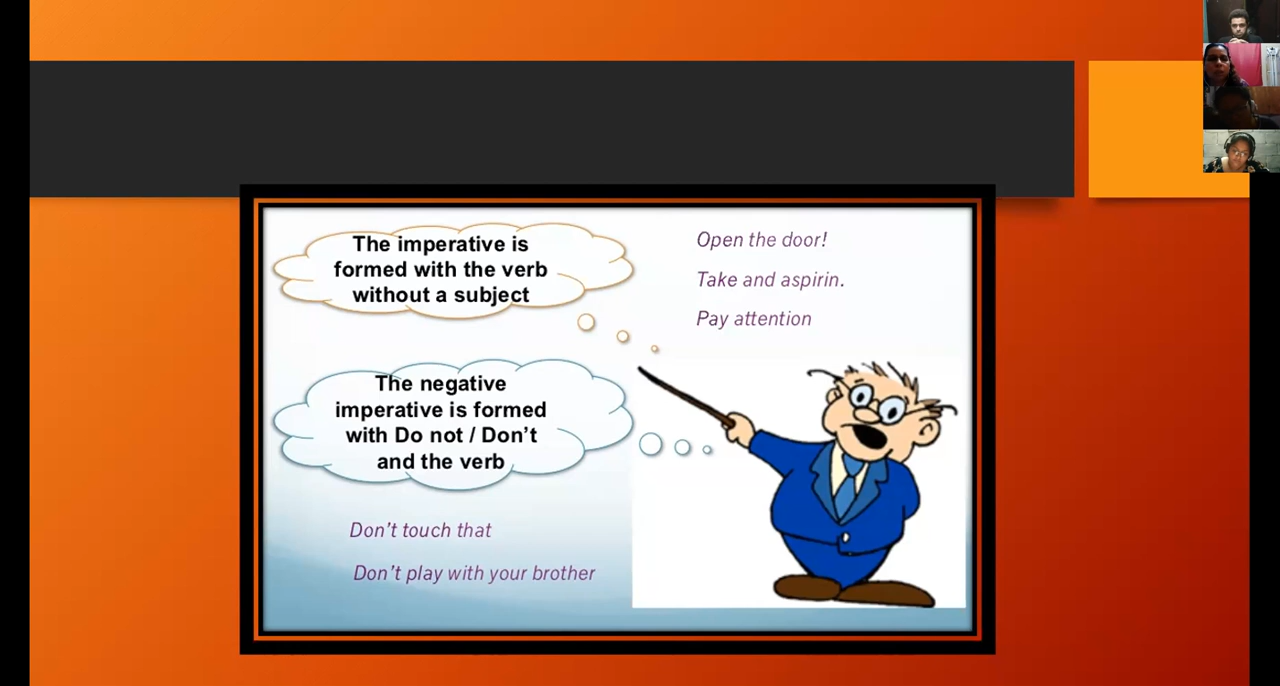 The imperative is
formed with the verb
without a subject
Open the door!
Take and aspirin.
Pay attention
The negative
imperative is formed
with Do not / Don't
and the verb
Don't touch that
Don't play with your brother